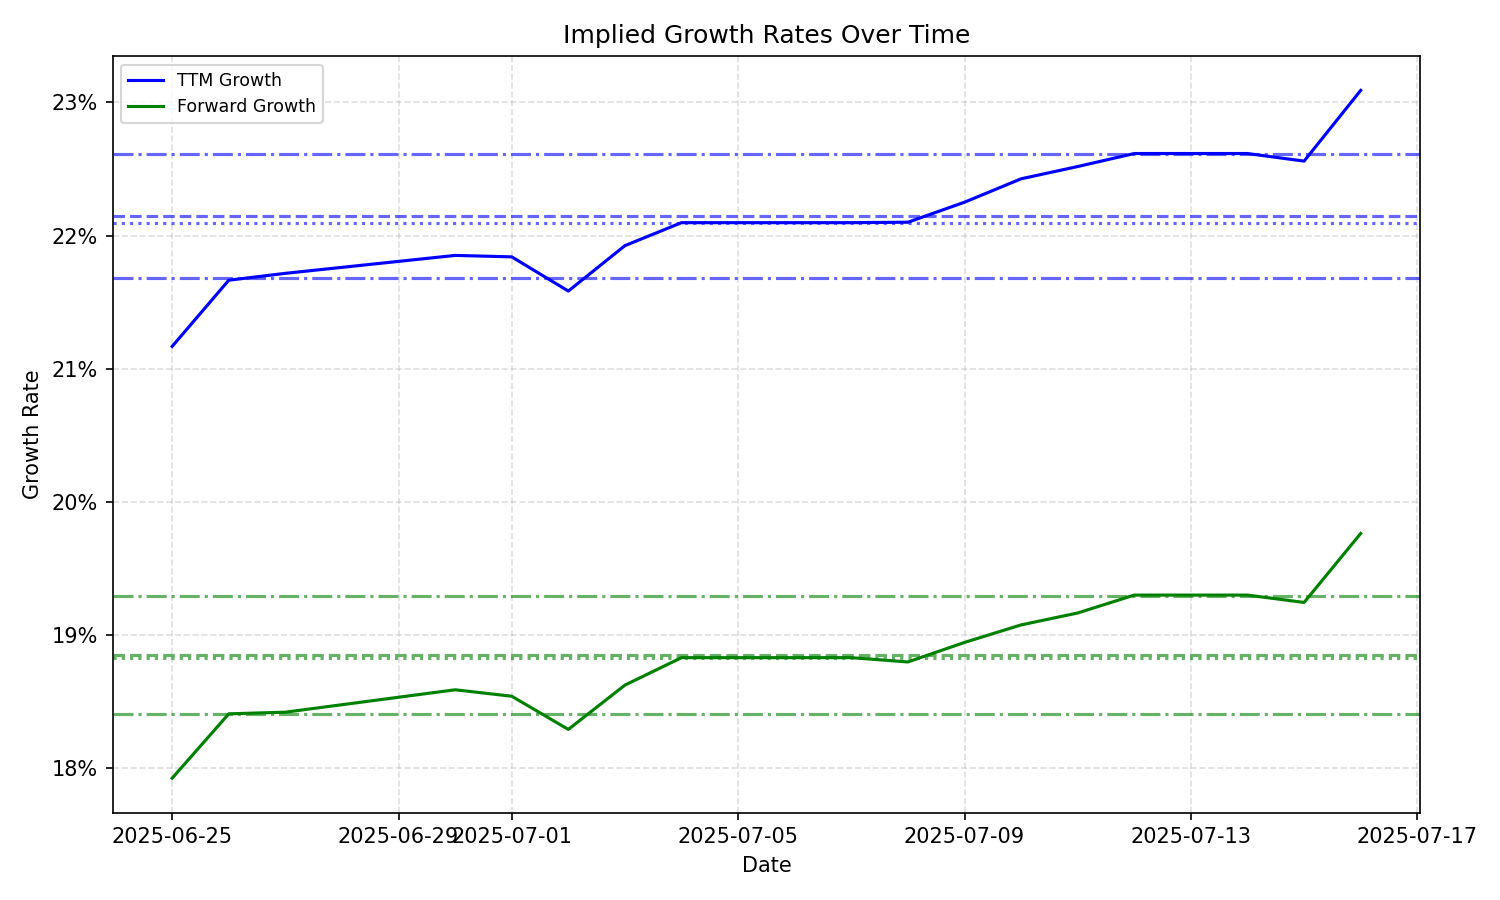 Implied Growth Rates Over Time
TTM Growth
Forward Growth
23%
22%
21%
20%
19%
18%
Growth Rate
2025-06-25
2025-06-29
2025-07-01
2025-07-05
2025-07-09
2025-07-13
2025-07-17
Date